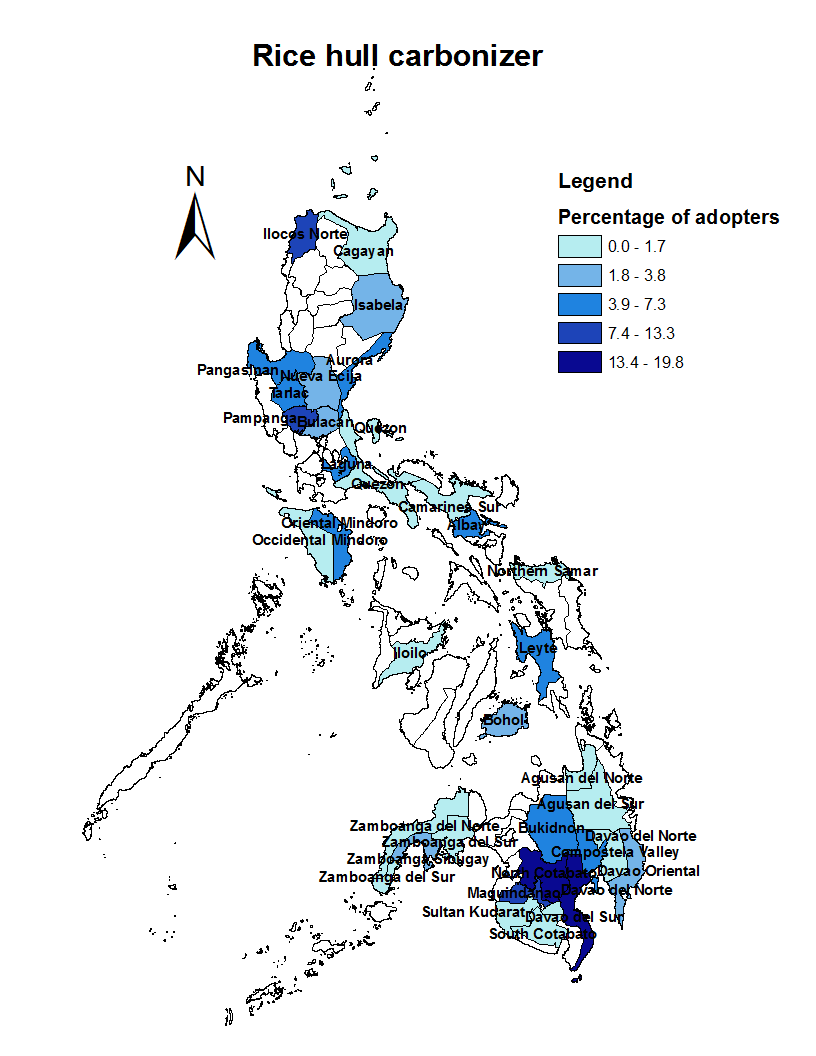 Rice hull carbonizer
N
Legend
Percentage of adopters
0.0 - 1.7
1.8 - 3.8
3.9 - 7.3
7.4 - 13.3
13.4 - 19.8
Ilocos Norte
Cagayan
Isabela
Aurora
Pangasinan
Nueva Ecija
Tarlac
Pampanga
Bulacan
Quezon
Laguna
Quezon
Camarines Sur
Oriental Mindoro
Albay
Occidental Mindoro
Northern Samar
Iloilo
Leyte
Bohol
Agusan del Norte
Agusan del Sur
Zamboanga del Norte
Bukidnon
Davao del Norte
Zamboanga del Sur
Compostela Valley
Zamboanga Sibugay
North Cotabato
Davao Oriental
Zamboanga del Sur
Maguindanao
Davao del Norte
Sultan Kudarat
Davao del Sur
South Cotabato